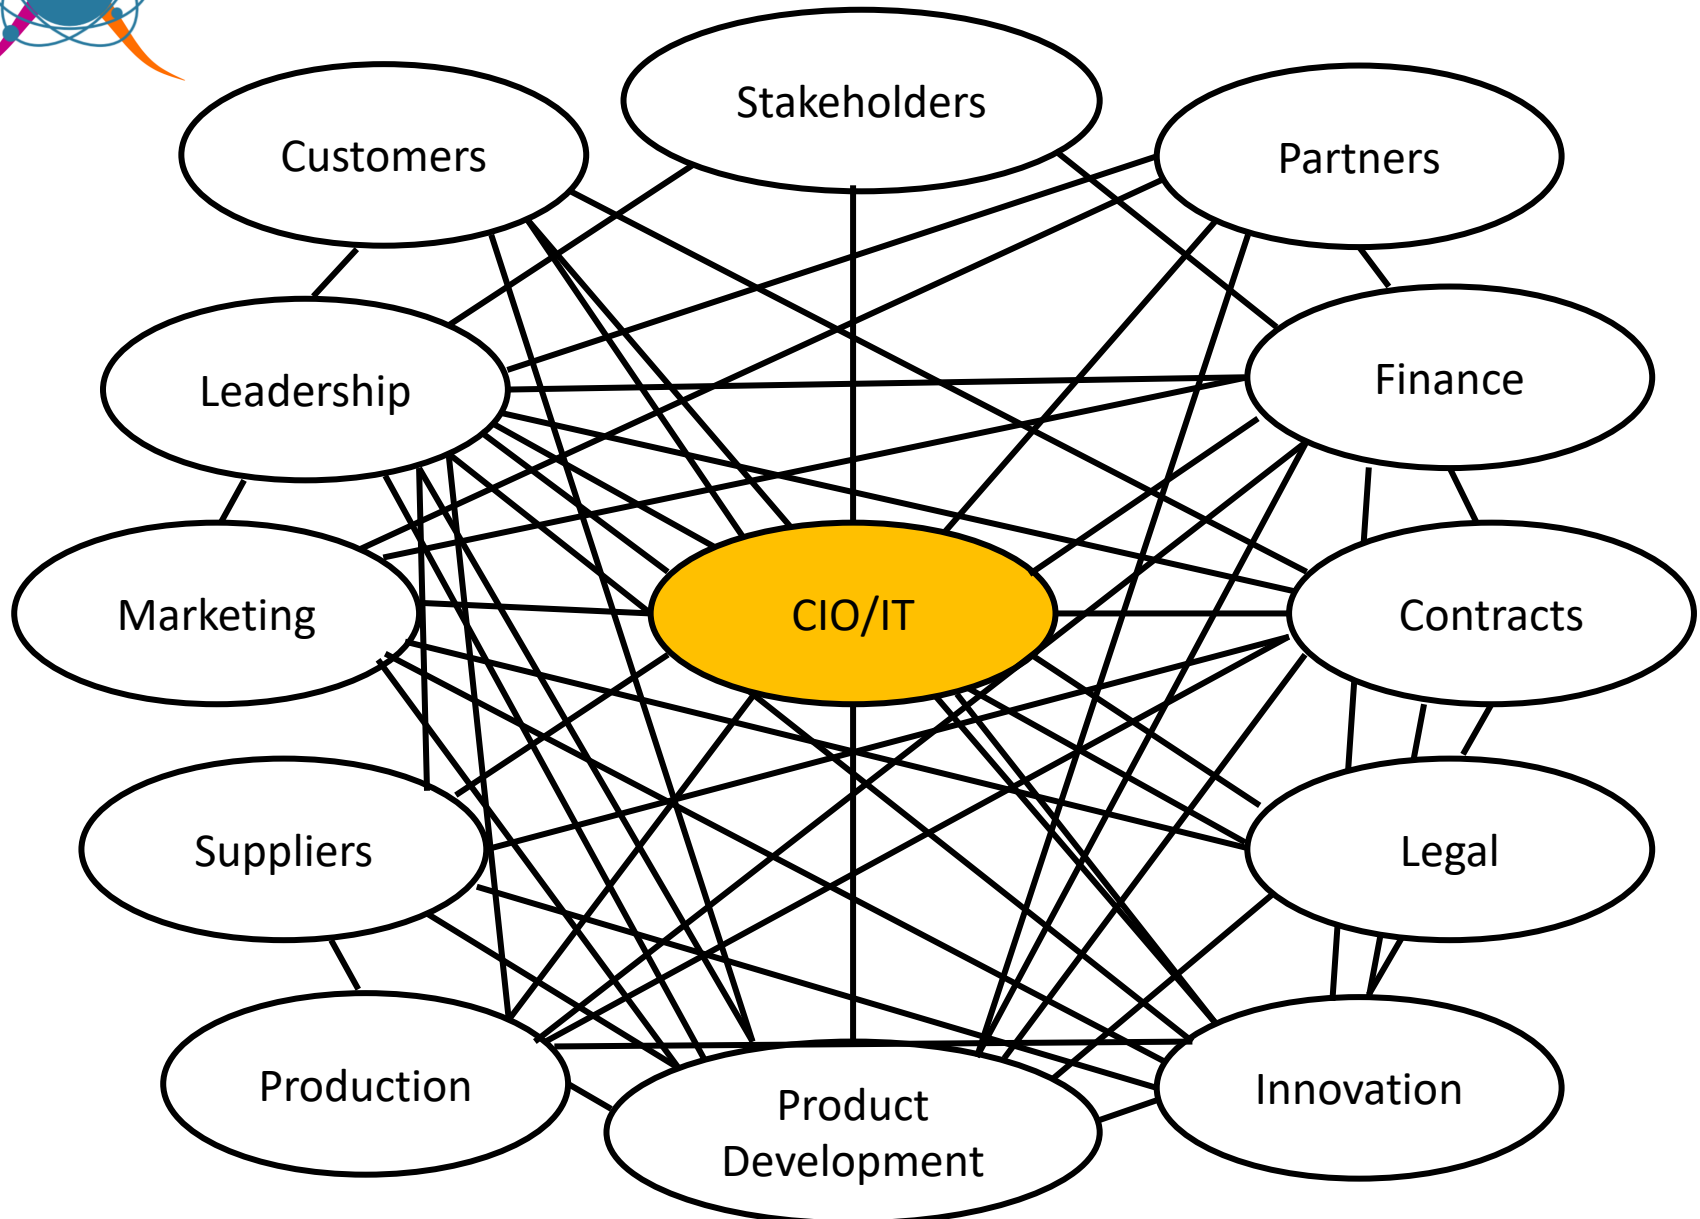 Stakeholders
Customers
Partners
Leadership
Finance
Marketing
CIO/IT
Contracts
Suppliers
Legal
Production
Product
Development
Innovation